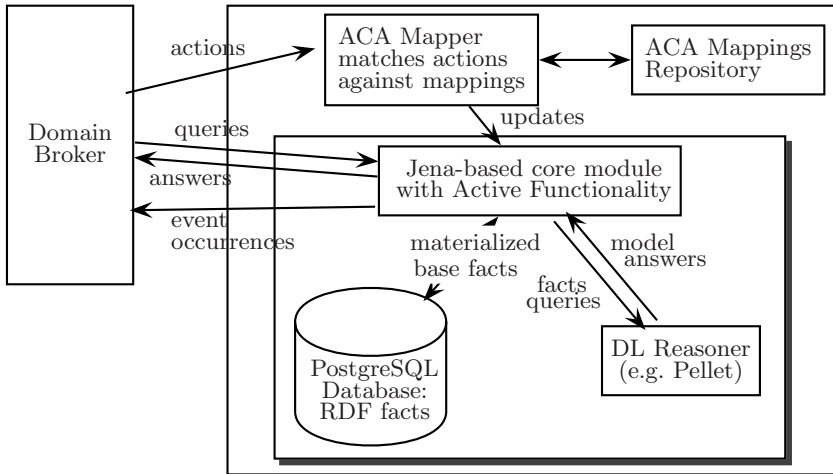 actions
ACA Mapper
matches actions
against mappings
ACA Mappings
Repository
Domain
Broker
queries
answers
event
occurrences
updates
Jena-based core module
with Active Functionality
materialized
base facts
model
answers
facts
queries
PostgreSQL
Database:
RDF facts
DL Reasoner
(e.g. Pellet)